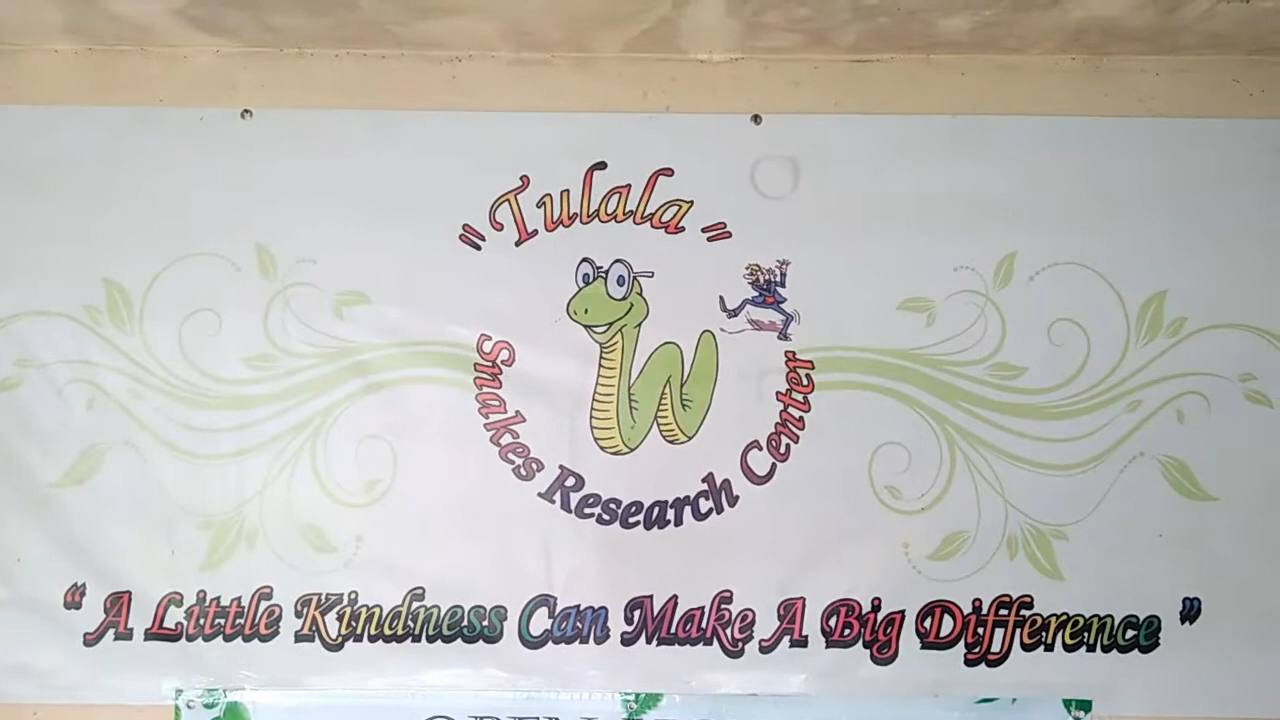 "Tulala"
Snakes Research Center
“ A Little Kindness Can Make A Big Difference ”